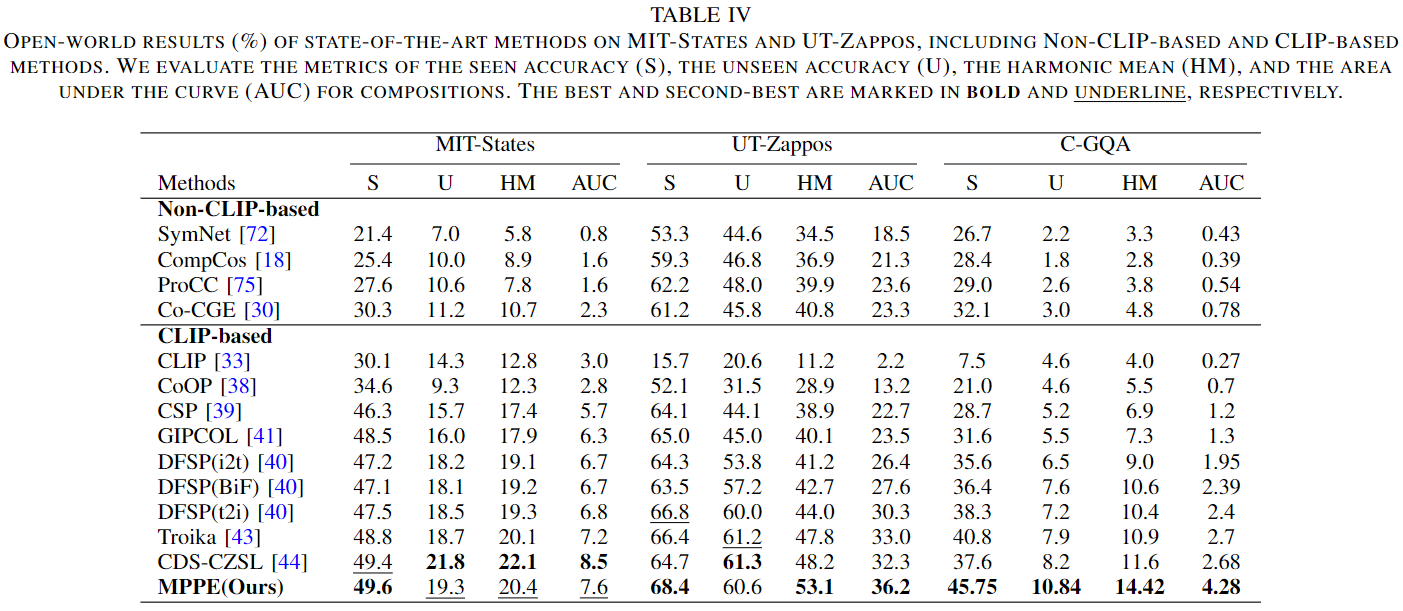 TABLE IV
OPEN-WORLD RESULTS (%) OF STATE-OF-THE-ART METHODS ON MIT-STATES AND UT-ZAPPOS, INCLUDING NON-CLIP-BASED AND CLIP-BASED
METHODS. WE EVALUATE THE METRICS OF THE SEEN ACCURACY (S), THE UNSEEN ACCURACY (U), THE HARMONIC MEAN (HM), AND THE AREA
UNDER THE CURVE (AUC) FOR COMPOSITIONS. THE BEST AND SECOND-BEST ARE MARKED IN BOLD AND UNDERLINE, RESPECTIVELY.
MIT-States UT-Zappos C-GQA
Methods S U HM AUC S U HM AUC S U HM AUC
Non-CLIP-based
SymNet [72] 21.4 7.0 5.8 0.8 53.3 44.6 34.5 18.5 26.7 2.2 3.3 0.43
CompCos [18] 25.4 10.0 8.9 1.6 59.3 46.8 36.9 21.3 28.4 1.8 2.8 0.39
ProCC [75] 27.6 10.6 7.8 1.6 62.2 48.0 39.9 23.6 29.0 2.6 3.8 0.54
Co-CGE [30] 30.3 11.2 10.7 2.3 61.2 45.8 40.8 23.3 32.1 3.0 4.8 0.78
CLIP-based
CLIP [33] 30.1 14.3 12.8 3.0 15.7 20.6 11.2 2.2 7.5 4.6 4.0 0.27
CoOP [38] 34.6 9.3 12.3 2.8 52.1 31.5 28.9 13.2 21.0 4.6 5.5 0.7
CSP [39] 46.3 15.7 17.4 5.7 64.1 44.1 38.9 22.7 28.7 5.2 6.9 1.2
GIPCOL [41] 48.5 16.0 17.9 6.3 65.0 45.0 40.1 23.5 31.6 5.5 7.3 1.3
DFSP(i2t) [40] 47.2 18.2 19.1 6.7 64.3 53.8 41.2 26.4 35.6 6.5 9.0 1.95
DFSP(BiF) [40] 47.1 18.1 19.2 6.7 63.5 57.2 42.7 27.6 36.4 7.6 10.6 2.39
DFSP(t2i) [40] 47.5 18.5 19.3 6.8 66.8 60.0 44.0 30.3 38.3 7.2 10.4 2.4
Troika [43] 48.8 18.7 20.1 7.2 66.4 61.2 47.8 33.0 40.8 7.9 10.9 2.7
CDS-CZSL [44] 49.4 21.8 22.1 8.5 64.7 61.3 48.2 32.3 37.6 8.2 11.6 2.68
MPPE(Ours) 49.6 19.3 20.4 7.6 68.4 60.6 53.1 36.2 45.75 10.84 14.42 4.28